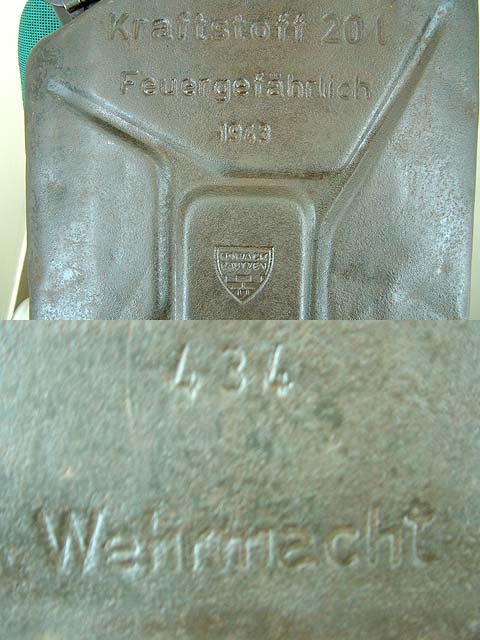 Kraftstoff 20 l
Feuergefährlich
1943
434
Wehrmacht